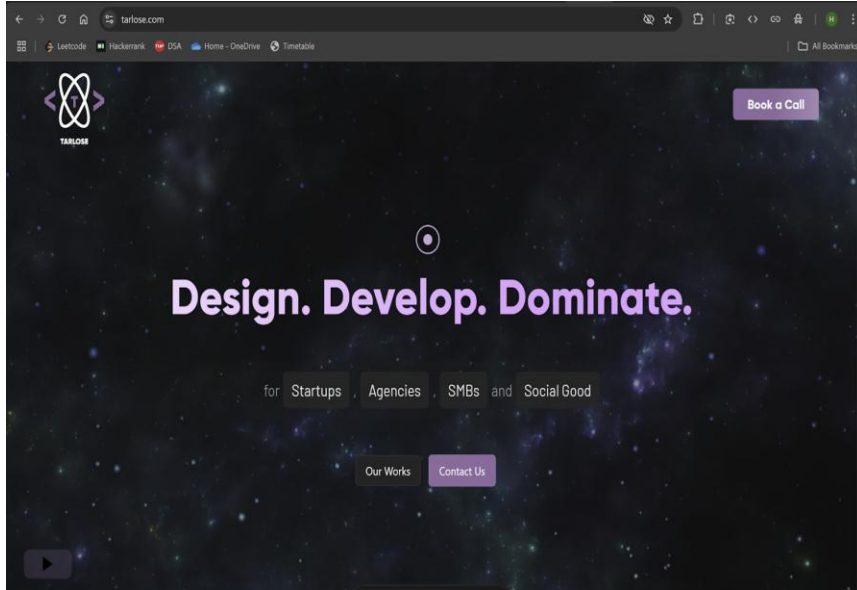 tarlose.com
H
Leetcode Hackerrank DSA Home - OneDrive Timetable All Bookmarks
T
TARLOSE
Book a Call
Design. Develop. Dominate.
for Startups , Agencies , SMBs and Social Good
Our Works Contact Us